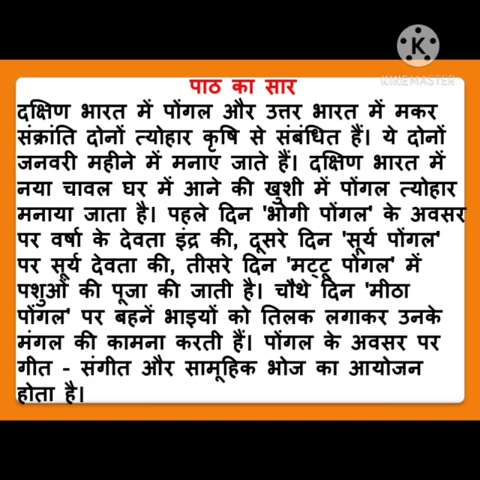 K
KINEMASTER
पाठ का सार
दक्षिण भारत में पोंगल और उत्तर भारत में मकर
संक्रांति दोनों त्योहार कृषि से संबंधित हैं। ये दोनों
जनवरी महीने में मनाए जाते हैं। दक्षिण भारत में
नया चावल घर में आने की खुशी में पोंगल त्योहार
मनाया जाता है। पहले दिन 'भोगी पोंगल' के अवसर
पर वर्षा के देवता इंद्र की, दूसरे दिन 'सूर्य पोंगल'
पर सूर्य देवता की, तीसरे दिन 'मट्टू पोंगल' में
पशुओं की पूजा की जाती है। चौथे दिन 'मीठा
पोंगल' पर बहनें भाइयों को तिलक लगाकर उनके
मंगल की कामना करती हैं। पोंगल के अवसर पर
गीत - संगीत और सामूहिक भोज का आयोजन
होता है।